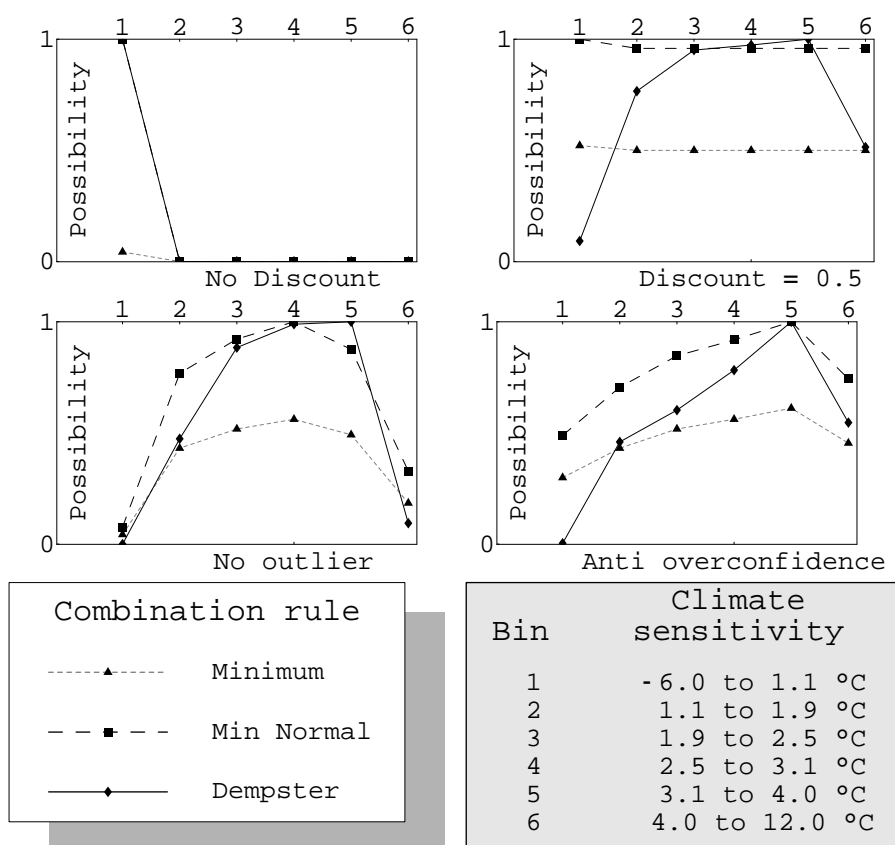 1 2 3 4 5 6
1
Possibility
0
No Discount
1 2 3 4 5 6
1
Possibility
0
Discount = 0.5
1 2 3 4 5 6
1
Possibility
0
No outlier
1 2 3 4 5 6
1
Possibility
0
Anti overconfidence
Combination rule
Minimum
Min Normal
Dempster
Climate
Bin sensitivity
1 -6.0 to 1.1 °C
2 1.1 to 1.9 °C
3 1.9 to 2.5 °C
4 2.5 to 3.1 °C
5 3.1 to 4.0 °C
6 4.0 to 12.0 °C